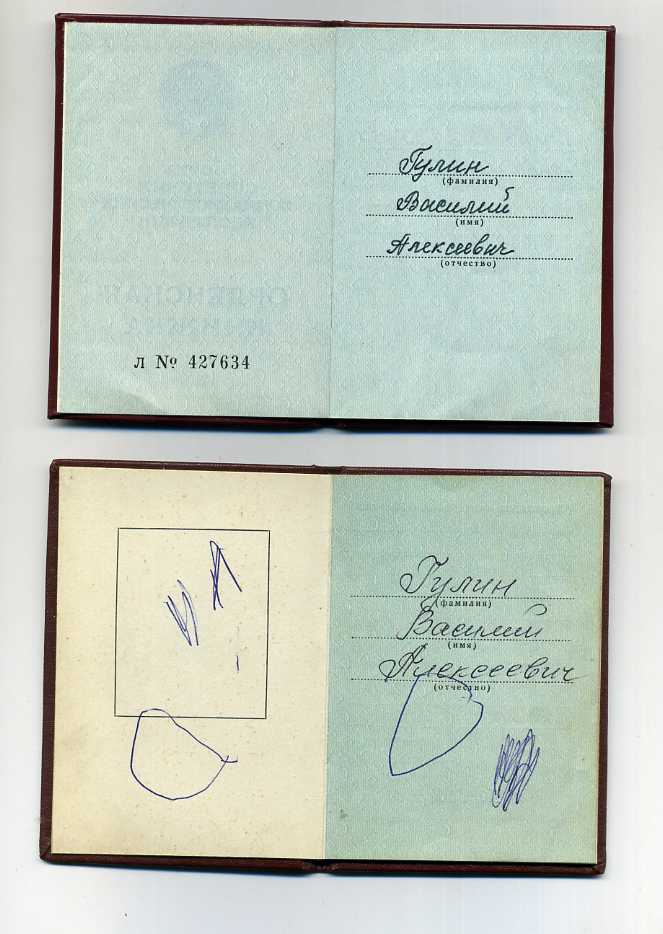 Гулин
(фамилия)
Василий
(имя)
Алексеевич
(отчество)
Л № 427634
Гулин
(фамилия)
Василий
(имя)
Алексеевич
(отчество)